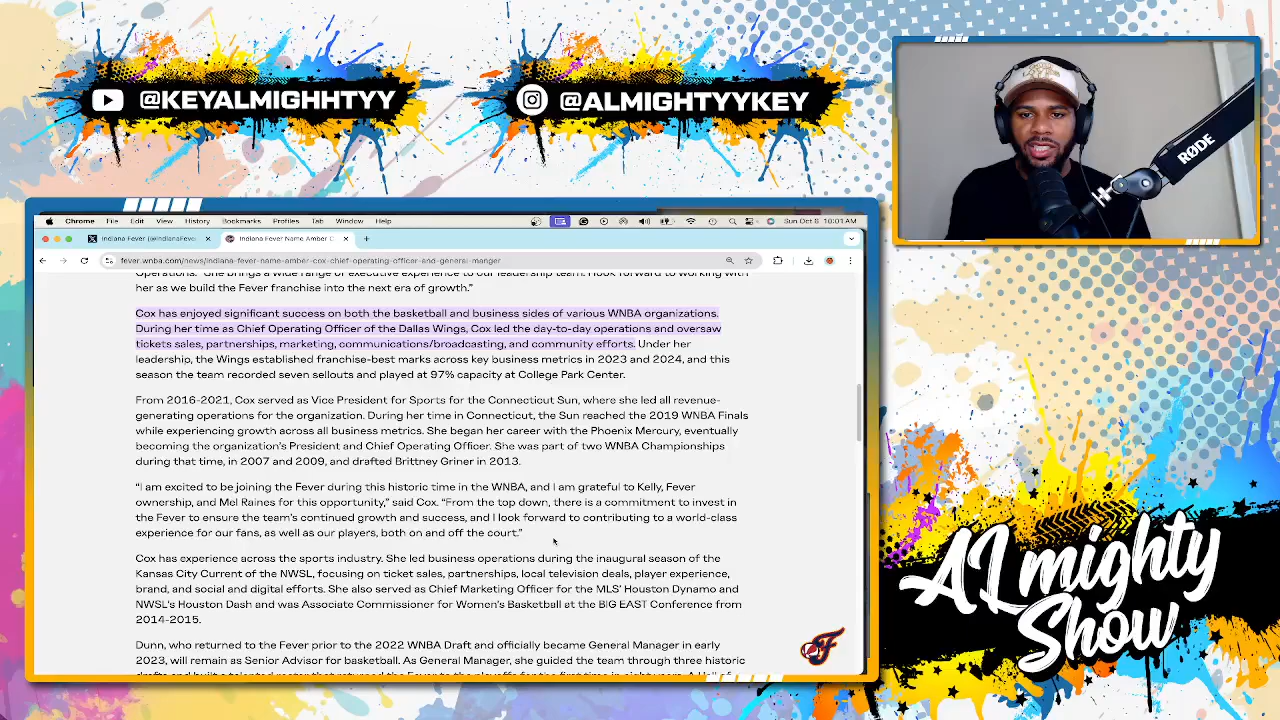 @KEYALMIGHHTYY
@ALMIGHTYYKEY
RØDE
Chrome File Edit View History Bookmarks Profiles Tab Window Help
Sun Oct 6 10:01AM
Indiana Fever (@IndianaFeve
Indiana Fever Name Amber C
her as we build the Fever franchise into the next era of growth.”
Cox has enjoyed significant success on both the basketball and business sides of various WNBA organizations.
During her time as Chief Operating Officer of the Dallas Wings, Cox led the day-to-day operations and oversaw
tickets sales, partnerships, marketing, communications/broadcasting, and community efforts. Under her
leadership, the Wings established franchise-best marks across key business metrics in 2023 and 2024, and this
season the team recorded seven sellouts and played at 97% capacity at College Park Center.
From 2016-2021, Cox served as Vice President for Sports for the Connecticut Sun, where she led all revenue-
generating operations for the organization. During her time in Connecticut, the Sun reached the 2019 WNBA Finals
while experiencing growth across all business metrics. She began her career with the Phoenix Mercury, eventually
becoming the organization’s President and Chief Operating Officer. She was part of two WNBA Championships
during that time, in 2007 and 2009, and drafted Brittney Griner in 2013.
“I am excited to be joining the Fever during this historic time in the WNBA, and I am grateful to Kelly, Fever
ownership, and Mel Raines for this opportunity,” said Cox. “From the top down, there is a commitment to invest in
the Fever to ensure the team’s continued growth and success, and I look forward to contributing to a world-class
experience for our fans, as well as our players, both on and off the court.”
Cox has expertise across the sports industry. She led business operations during the inaugural season of the
Kansas City Current of the NWSL, focusing on ticket sales, partnerships, local television deals, player experience,
brand, and social and digital efforts. She also served as Chief Marketing Officer for the MLS’ Houston Dynamo and
NWSL’s Houston Dash and was Associate Commissioner for Women’s Basketball at the BIG EAST Conference from
2014-2015.
Dunn, who returned to the Fever prior to the 2022 WNBA Draft and officially became General Manager in early
2023, will remain as Senior Advisor for basketball. As General Manager, she guided the team through three historic
ALmighty
Show